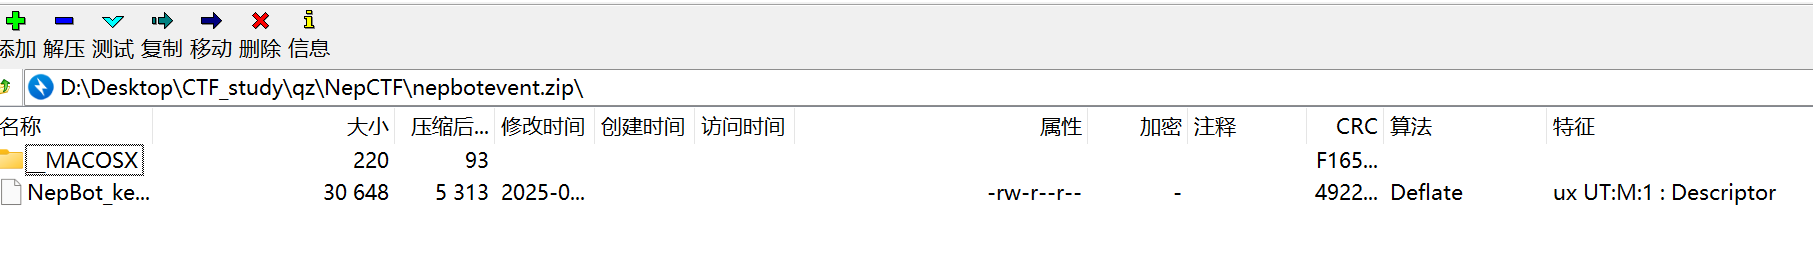 添加 解压 测试 复制 移动 删除 信息
D:\Desktop\CTF_study\qz\NepCTF\nepbotevent.zip\
名称 大小 压缩后... 修改时间 创建时间 访问时间 属性 加密 注释 CRC 算法 特征
__MACOSX 220 93 F165...
NepBot_ke... 30 648 5 313 2025-0... -rw-r--r-- - 4922... Deflate ux UT:M:1 : Descriptor